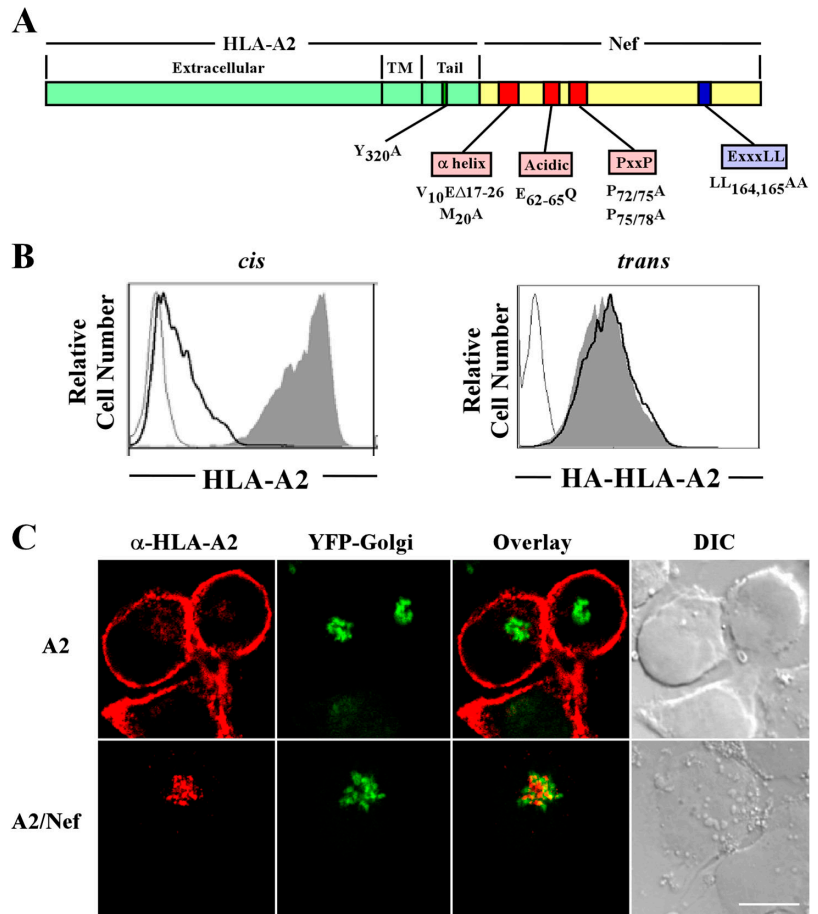 A
HLA-A2 Nef
Extracellular TM Tail
Y320A
α helix Acidic PxxP ExxxLL
V10EΔ17-26 E62-65Q P72/75A LL164,165AA
M20A P75/78A
B
cis trans
Relative Cell Number Relative Cell Number
HLA-A2 HA-HLA-A2
C
α-HLA-A2 YFP-Golgi Overlay DIC
A2
A2/Nef